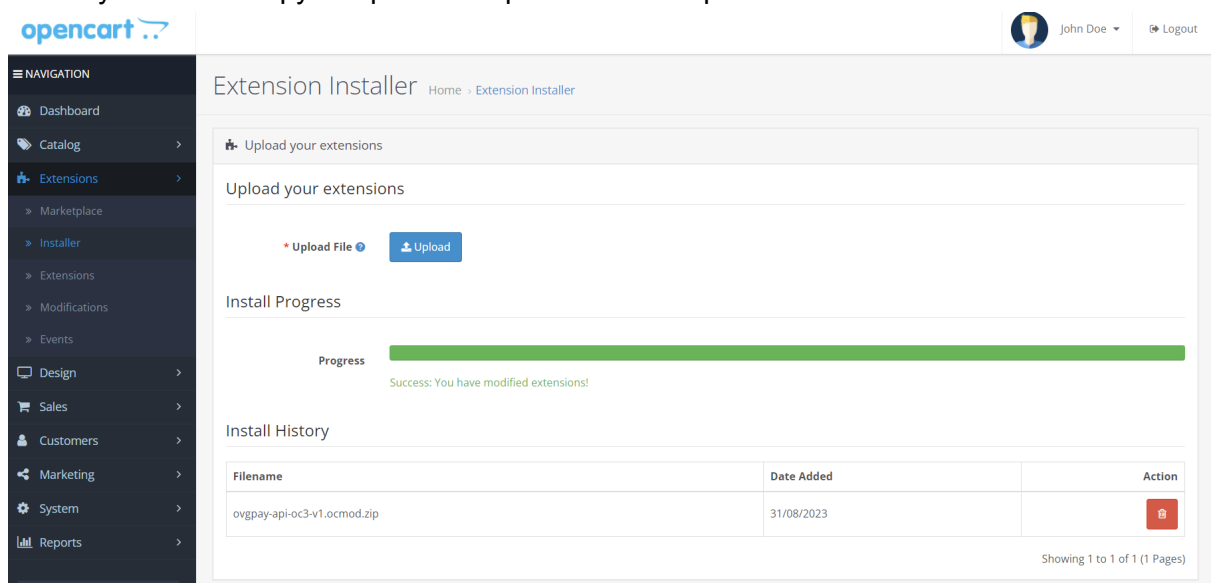 opencart
John Doe
Logout
NAVIGATION
Extension Installer Home › Extension Installer
Dashboard
Catalog
Upload your extensions
Extensions
Upload your extensions
» Marketplace
» Installer
* Upload File
Upload
» Extensions
Install Progress
» Modifications
» Events
Progress
Design
Success: You have modified extensions!
Sales
Install History
Customers
Marketing
Filename Date Added Action
System
ovgpay-api-oc3-v1.ocmod.zip 31/08/2023
Reports
Showing 1 to 1 of 1 (1 Pages)